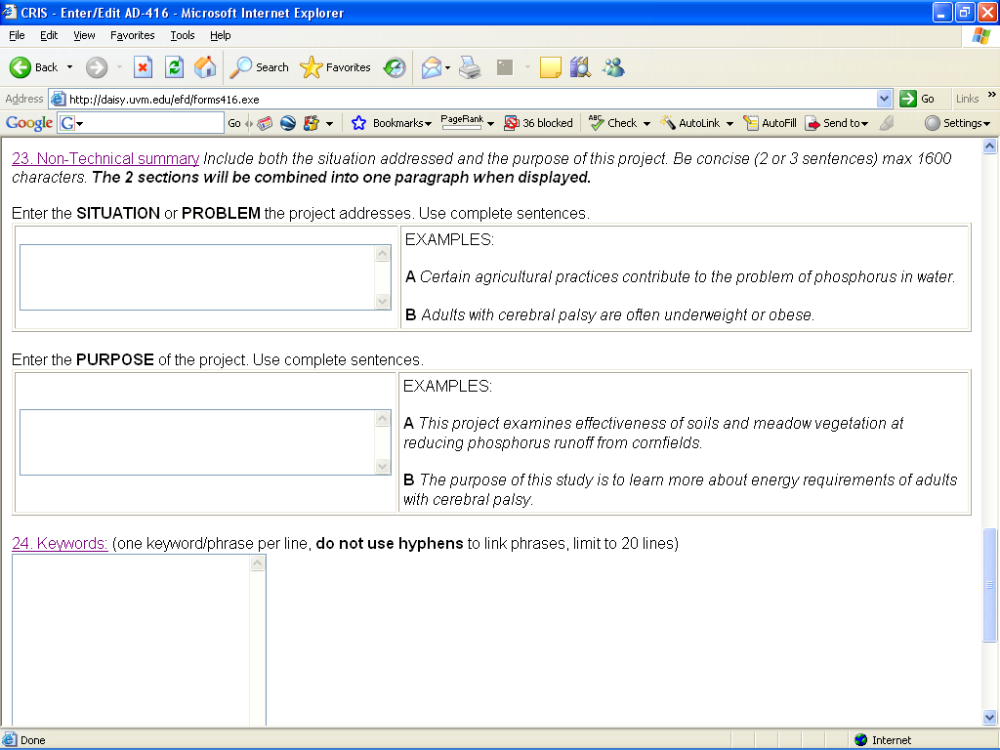 CRIS - Enter/Edit AD-416 - Microsoft Internet Explorer
File Edit View Favorites Tools Help
Back Search Favorites
Address http://daisy.uvm.edu/efd/forms416.exe Go Links »
Google G Go Bookmarks PageRank 36 blocked ABC Check AutoLink AutoFill Send to Settings
23. Non-Technical summary Include both the situation addressed and the purpose of this project. Be concise (2 or 3 sentences) max 1600
characters. The 2 sections will be combined into one paragraph when displayed.
Enter the SITUATION or PROBLEM the project addresses. Use complete sentences.
EXAMPLES:
A Certain agricultural practices contribute to the problem of phosphorus in water.
B Adults with cerebral palsy are often underweight or obese.
Enter the PURPOSE of the project. Use complete sentences.
EXAMPLES:
A This project examines effectiveness of soils and meadow vegetation at
reducing phosphorus runoff from cornfields.
B The purpose of this study is to learn more about energy requirements of adults
with cerebral palsy.
24. Keywords: (one keyword/phrase per line, do not use hyphens to link phrases, limit to 20 lines)
Done Internet